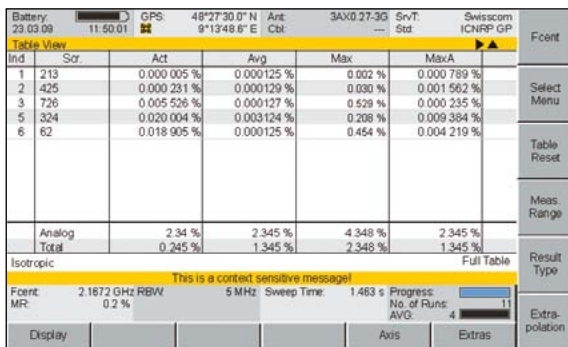 Battery: GPS: 48°27'30.0" N Ant: 3AX0.27-3G SrvT: Swisscom
23.03.09 11:50:01 9°13'48.6" E Cbl: --- Std: ICNRP GP
Fcent
Table View
Ind Scr. Act Avg Max MaxA
1 213 0.000 005 % 0.000125 % 0.002 % 0.000 789 %
2 425 0.000 231 % 0.000129 % 0.030 % 0.001 562 %
3 726 0.005 526 % 0.000127 % 0.529 % 0.000 235 %
5 324 0.020 004 % 0.003124 % 0.208 % 0.009 384 %
6 62 0.018 905 % 0.000125 % 0.454 % 0.004 219 %
Analog 2.34 % 2.345 % 4.348 % 2.345 %
Total 0.245 % 1.345 % 2.348 % 1.345 %
Isotropic Full Table
This is a context sensitive message!
Fcent: 2.1672 GHz RBW: 5 MHz Sweep Time: 1.463 s Progress:
MR: 0.2 % No. of Runs: 11
AVG: 4
Display Axis Extras
Select
Menu
Table
Reset
Meas.
Range
Result
Type
Extra-
polation